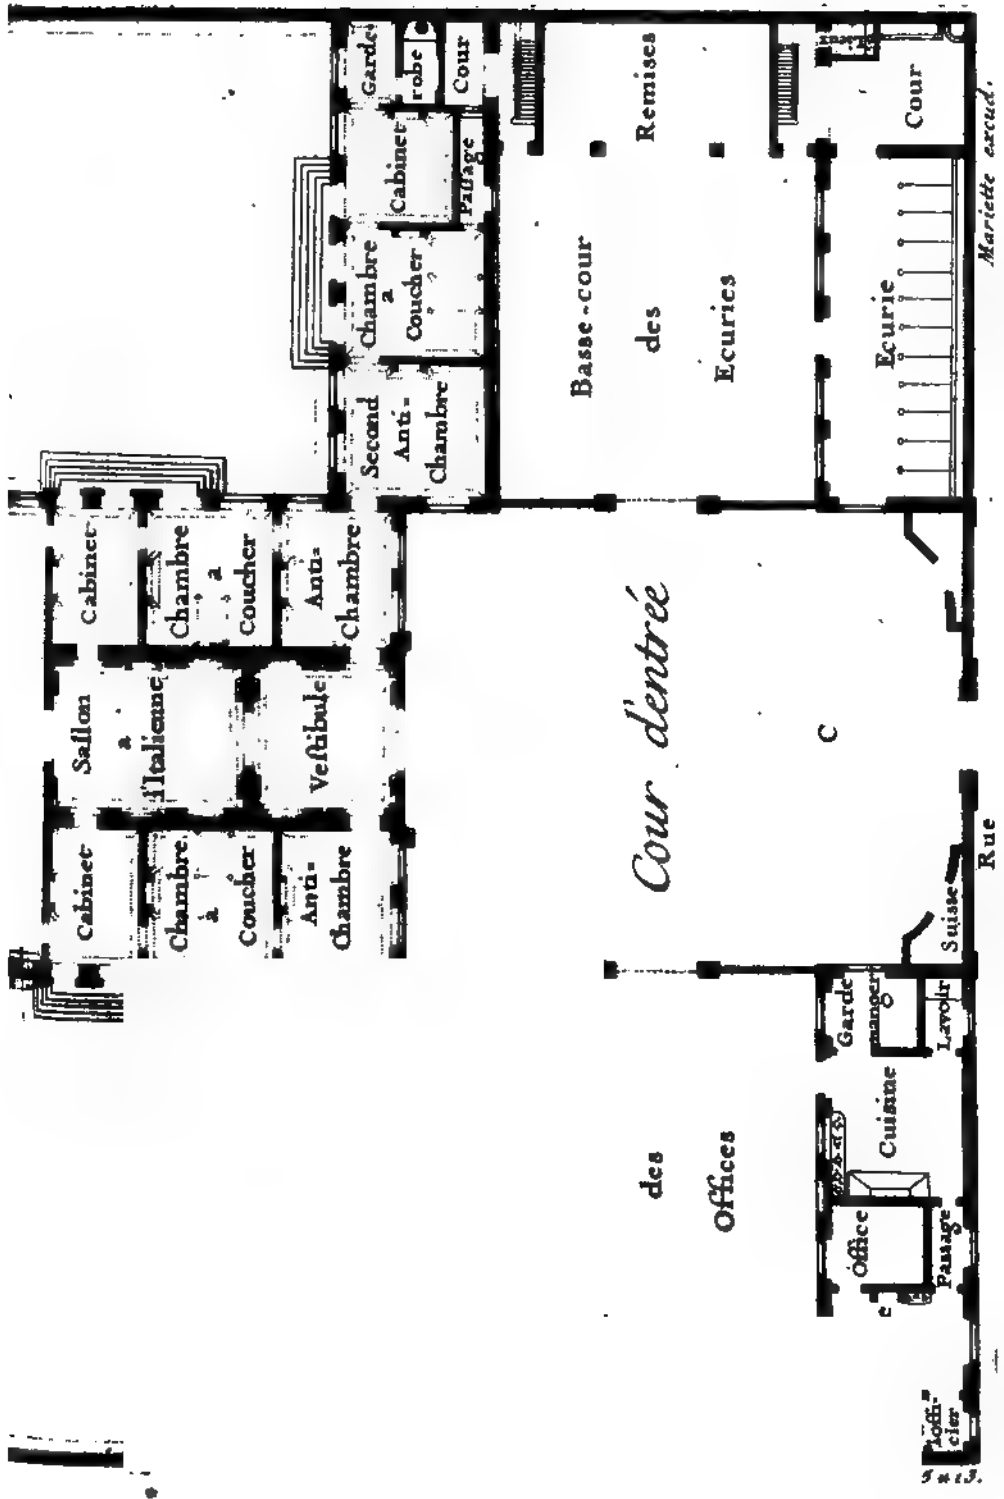 Garde
robe
Cour
Cabinet
Passage
Chambre
a
Coucher
Second
Anti =
Chambre
Remises
Basse-cour
des
Ecuries
Cour
Ecurie
Mariette excud.
Cabinet
Chambre
a
Coucher
Anti=
Chambre
Sallon
a
l'Italienne
Vestibule
Cabinet
Chambre
à
Coucher
Anti=
Chambre
Cour d'entrée
C
Rue
Suisse
Garde
manger
Lavoir
Cuisine
Office
Passage
e
des
Offices